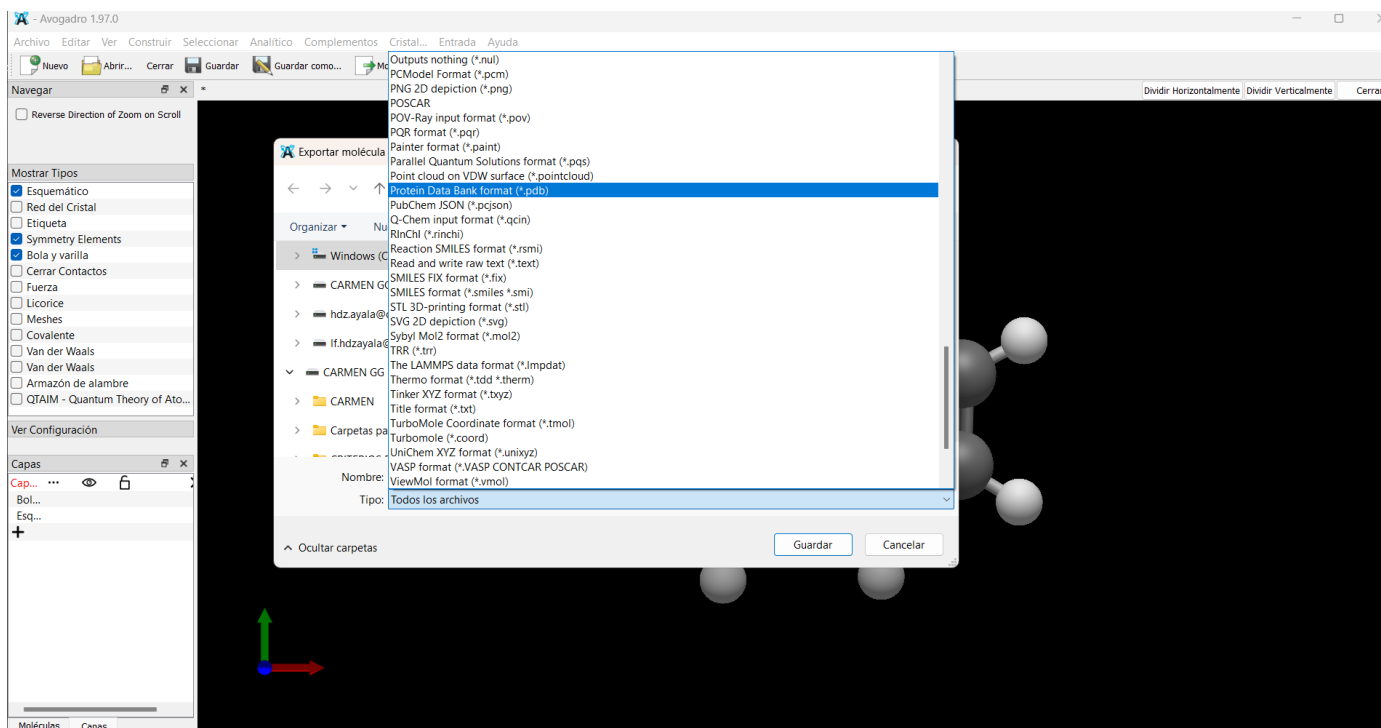 - Avogadro 1.97.0
Archivo Editar Ver Construir Seleccionar Analítico Complementos Cristal... Entrada Ayuda
Nuevo Abrir... Cerrar Guardar Guardar como...
Navegar
*
Dividir Horizontalmente Dividir Verticalmente Cerrar
Reverse Direction of Zoom on Scroll
Mostrar Tipos
Esquemático
Red del Cristal
Etiqueta
Symmetry Elements
Bola y varilla
Cerrar Contactos
Fuerza
Licorice
Meshes
Covalente
Van der Waals
Van der Waals
Armazón de alambre
QTAIM - Quantum Theory of Ato...
Ver Configuración
Capas
Cap... ...
Bol...
Esq...
+
Moléculas Capas
Exportar molécula
Organizar Nu
Windows (C
CARMEN GG
hdz.ayala@
lf.hdzayala@
CARMEN GG
CARMEN
Carpetas pa
Nombre:
Tipo: Todos los archivos
Outputs nothing (*.nul)
PCModel Format (*.pcm)
PNG 2D depiction (*.png)
POSCAR
POV-Ray input format (*.pov)
PQR format (*.pqr)
Painter format (*.paint)
Parallel Quantum Solutions format (*.pqs)
Point cloud on VDW surface (*.pointcloud)
Protein Data Bank format (*.pdb)
PubChem JSON (*.pcjson)
Q-Chem input format (*.qcin)
RInChI (*.rinchi)
Reaction SMILES format (*.rsmi)
Read and write raw text (*.text)
SMILES FIX format (*.fix)
SMILES format (*.smiles *.smi)
STL 3D-printing format (*.stl)
SVG 2D depiction (*.svg)
Sybyl Mol2 format (*.mol2)
TRR (*.trr)
The LAMMPS data format (*.lmpdat)
Thermo format (*.tdd *.therm)
Tinker XYZ format (*.txyz)
Title format (*.txt)
TurboMole Coordinate format (*.tmol)
Turbomole (*.coord)
UniChem XYZ format (*.unixyz)
VASP format (*.VASP CONTCAR POSCAR)
ViewMol format (*.vmol)
Ocultar carpetas
Guardar Cancelar